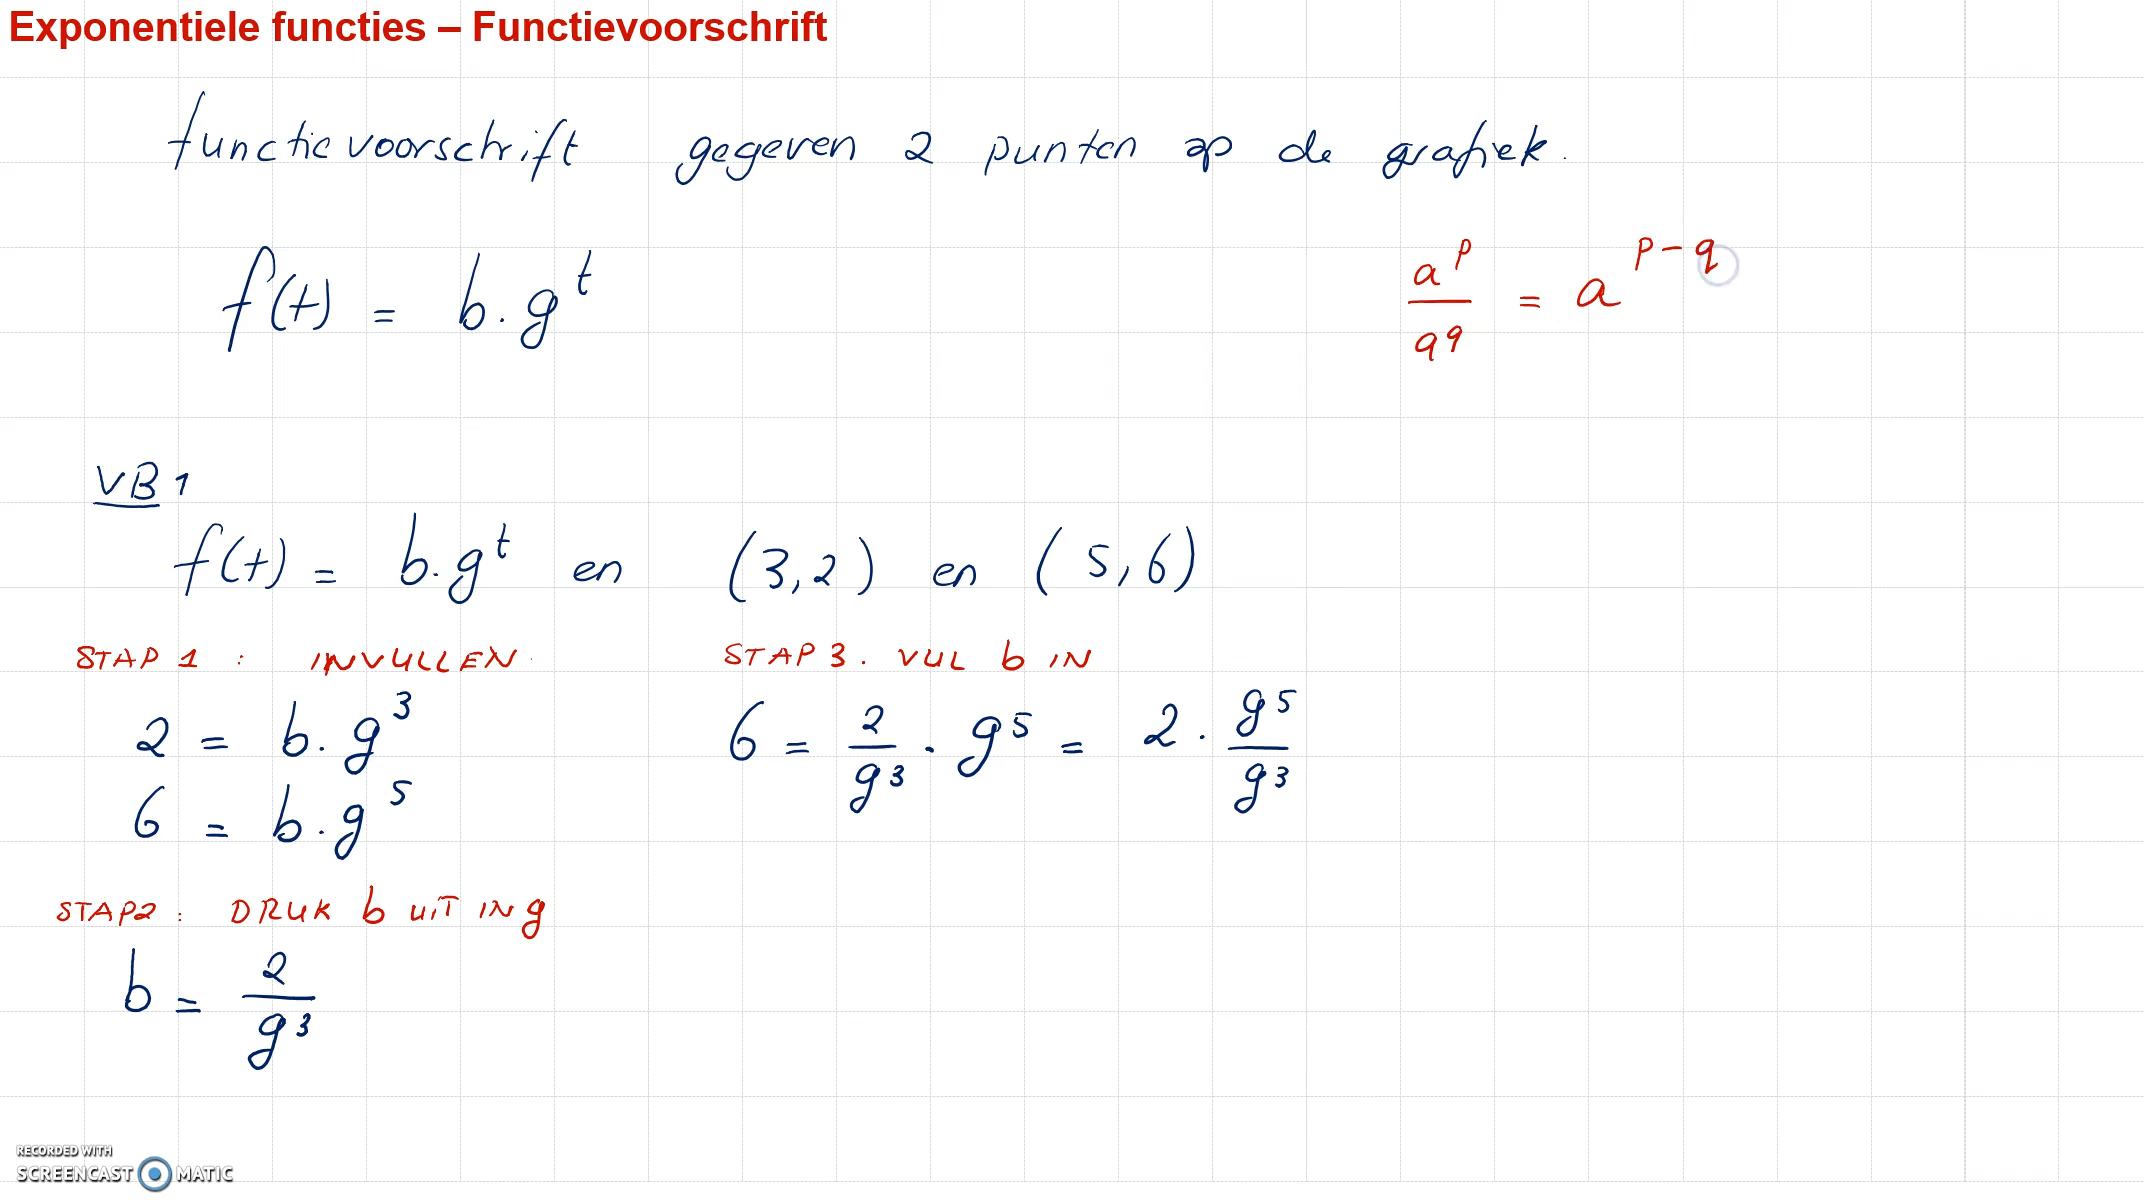 Exponentiele functies – Functievoorschrift
functievoorschrift gegeven 2 punten op de grafiek.
f(t) = b.g^t
a^p / a^q = a^(p-q)
VB 1
f(t) = b.g^t en (3,2) en (5,6)
STAP 1 : INVULLEN.
2 = b.g^3
6 = b.g^5
STAP2 : DRUK b UIT IN g
b = 2 / g^3
STAP 3. VUL b IN
6 = 2 / g^3 . g^5 = 2 . g^5 / g^3
RECORDED WITH
SCREENCAST MATIC